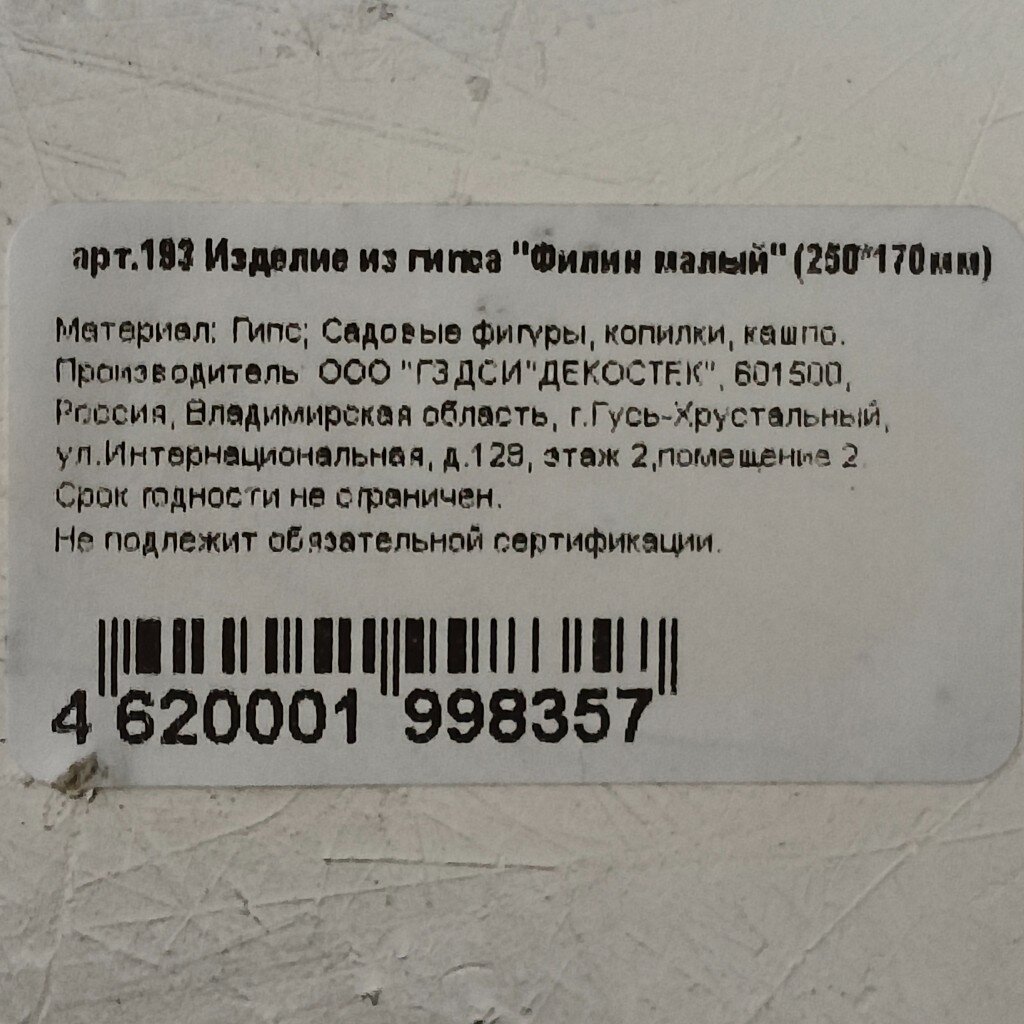 арт.193 Изделие из гипса "Филин малый" (250*170мм)
Материал: Гипс; Садовые фигуры, копилки, кашпо.
Производитель ООО "ГЗДСИ"ДЕКОСТЕК", 601500,
Россия, Владимирская область, г.Гусь-Хрустальный,
ул.Интернациональная, д.129, этаж 2,помещение 2.
Срок годности не ограничен.
Не подлежит обязательной сертификации.
4 620001 998357